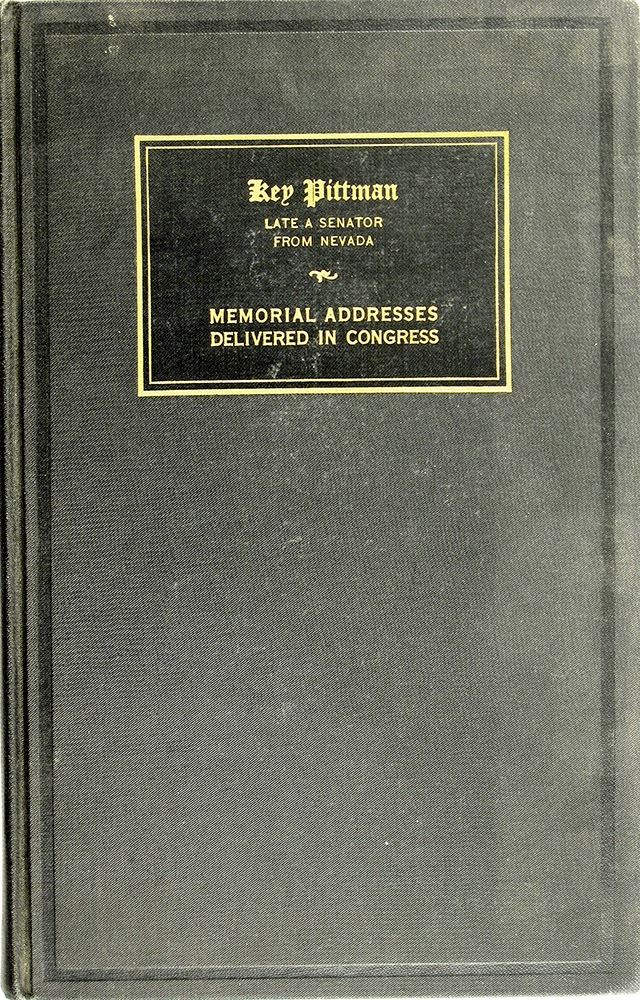 Key Pittman
LATE A SENATOR
FROM NEVADA
MEMORIAL ADDRESSES
DELIVERED IN CONGRESS